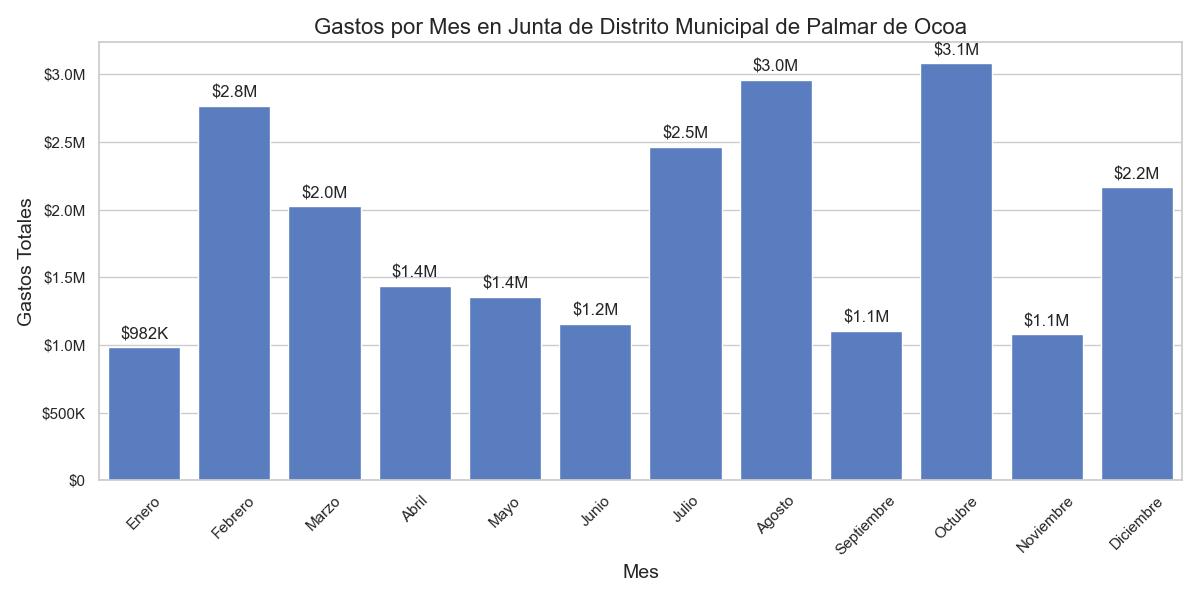 Gastos por Mes en Junta de Distrito Municipal de Palmar de Ocoa
Gastos Totales
$3.0M
$2.5M
$2.0M
$1.5M
$1.0M
$500K
$0
$982K
$2.8M
$2.0M
$1.4M
$1.4M
$1.2M
$2.5M
$3.0M
$1.1M
$3.1M
$1.1M
$2.2M
Enero
Febrero
Marzo
Abril
Mayo
Junio
Julio
Agosto
Septiembre
Octubre
Noviembre
Diciembre
Mes